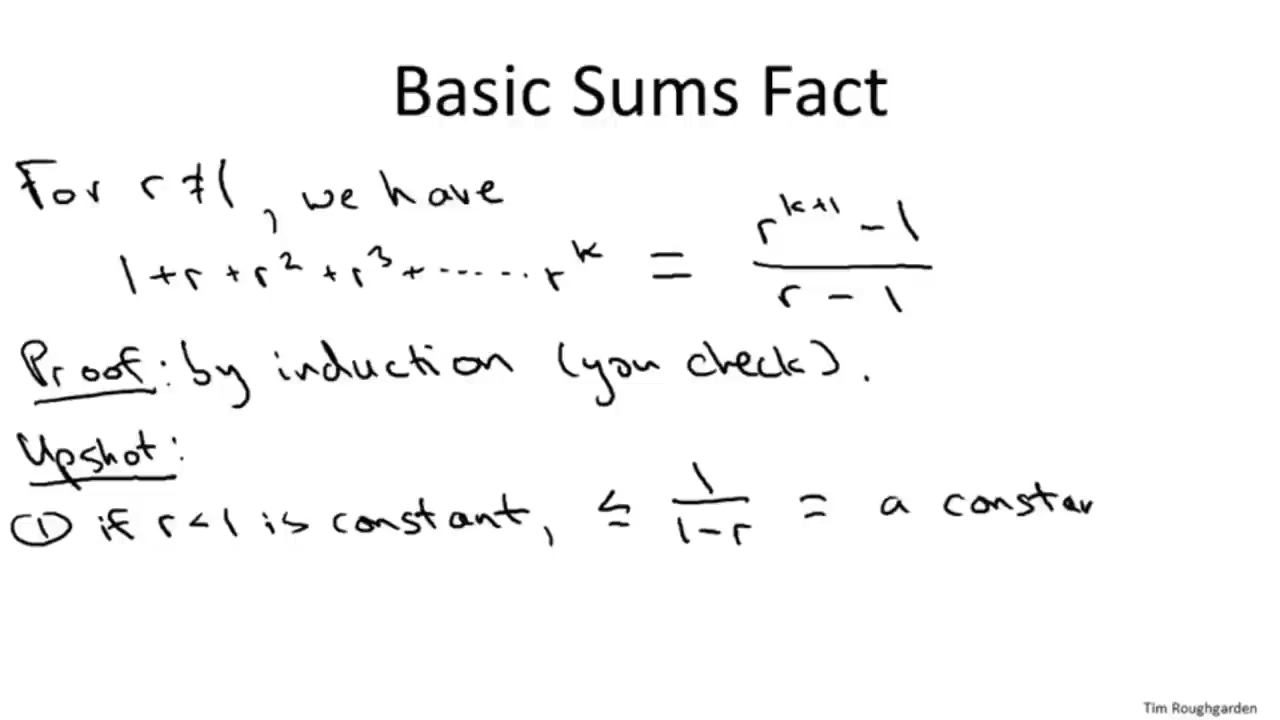 Basic Sums Fact
For r ≠ 1, we have
1 + r + r² + r³ + ...... r^k = (r^(k+1) - 1) / (r - 1)
Proof: by induction (you check).
Upshot:
① if r < 1 is constant, ≤ 1/(1-r) = a constan
Tim Roughgarden